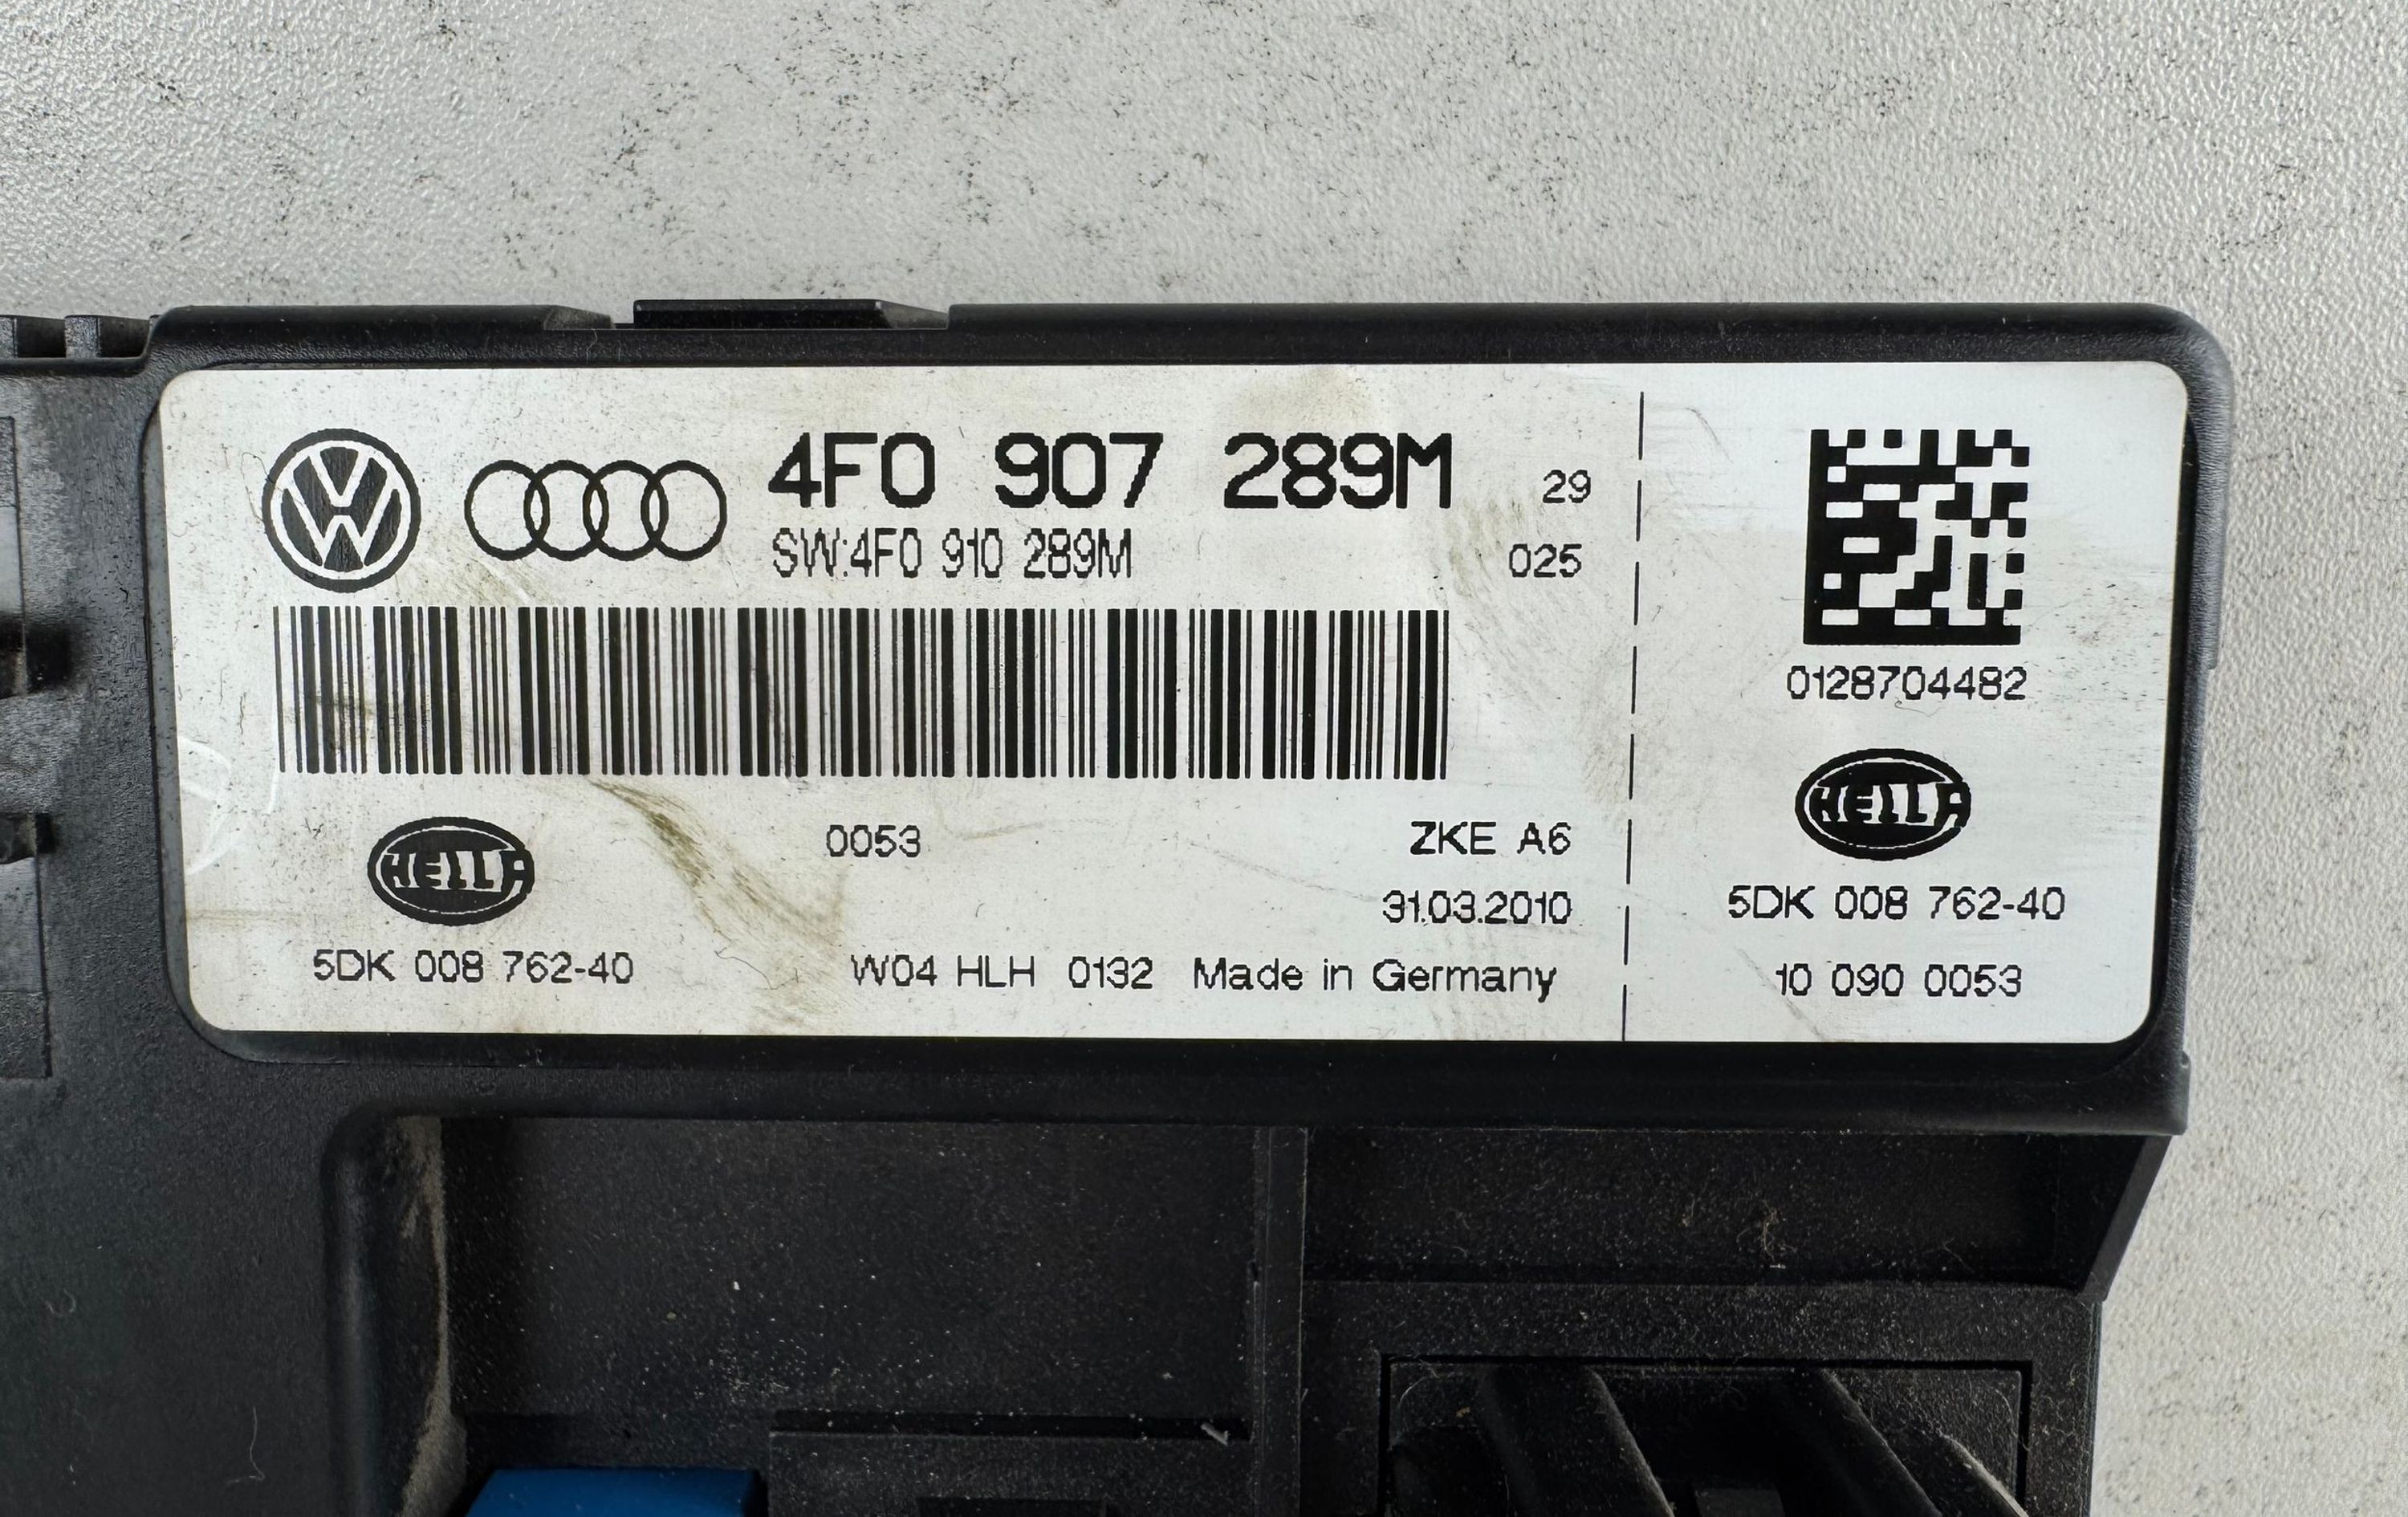 4F0 907 289M 29
SW:4F0 910 289M 025
0053 ZKE A6
HELLA 31.03.2010
5DK 008 762-40 W04 HLH 0132 Made in Germany
0128704482
HELLA
5DK 008 762-40
10 090 0053